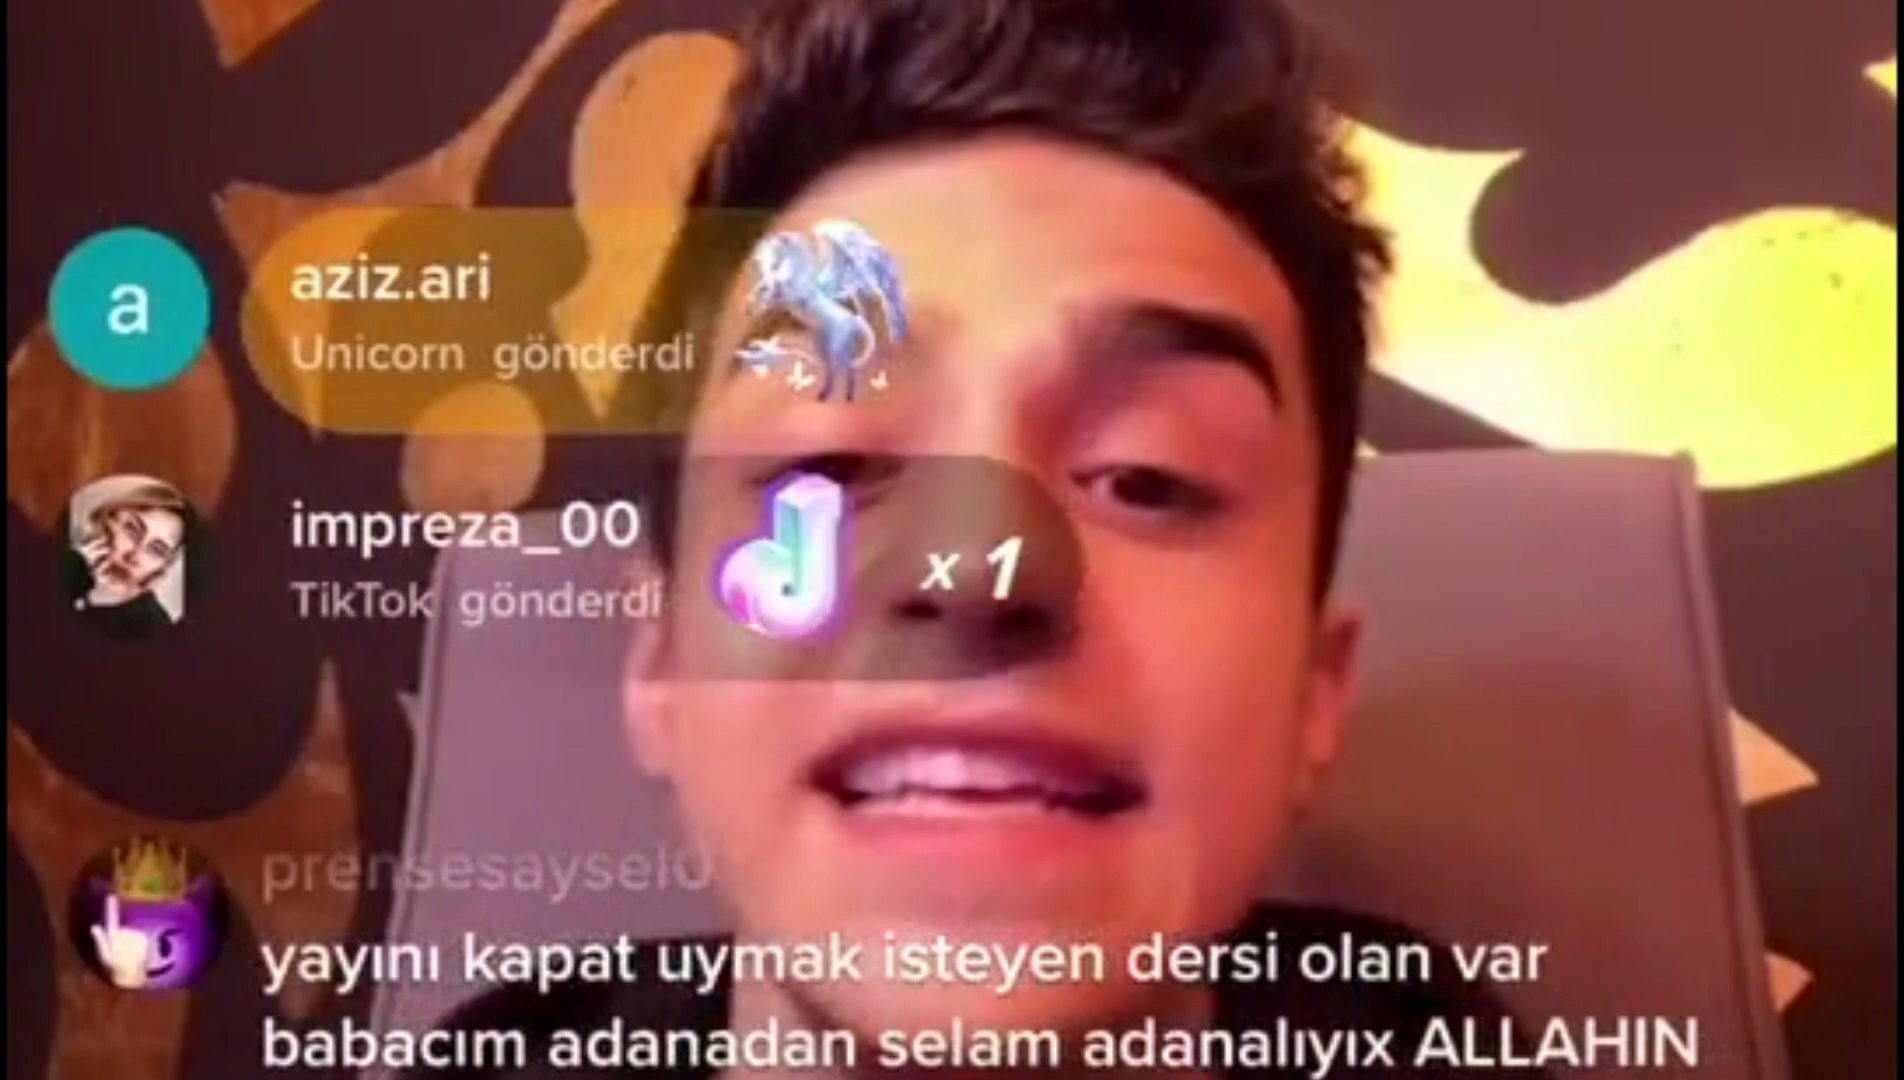 a
aziz.ari
Unicorn gönderdi
impreza_00
TikTok gönderdi
x 1
prensesayselu
yayını kapat uymak isteyen dersi olan var
babacım adanadan selam adanalıyıx ALLAHIN